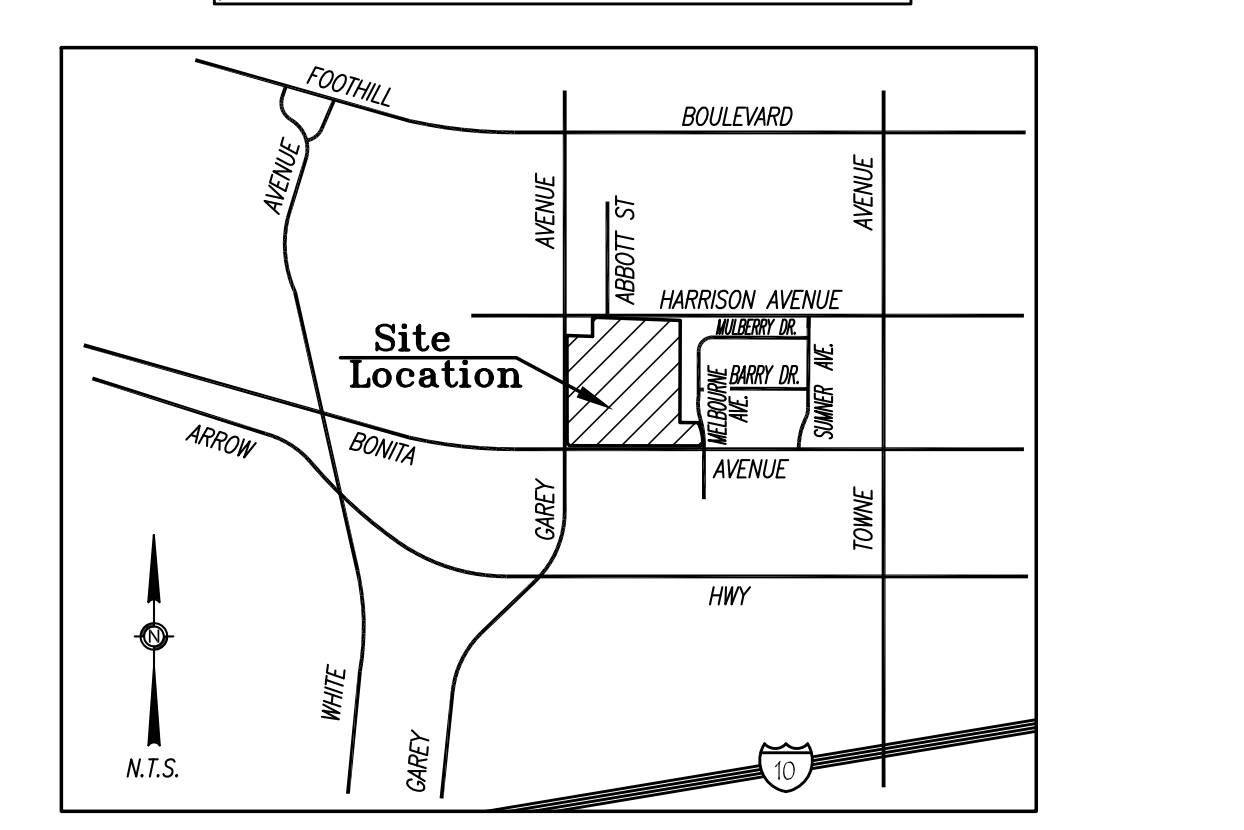 FOOTHILL
BOULEVARD
AVENUE
AVENUE
AVENUE
ABBOTT ST
HARRISON AVENUE
MULBERRY DR.
Site
Location
BARRY DR.
MELBOURNE
AVE.
SUMNER AVE.
ARROW
BONITA
AVENUE
GAREY
TOWNE
HWY
N
WHITE
GAREY
N.T.S.
10